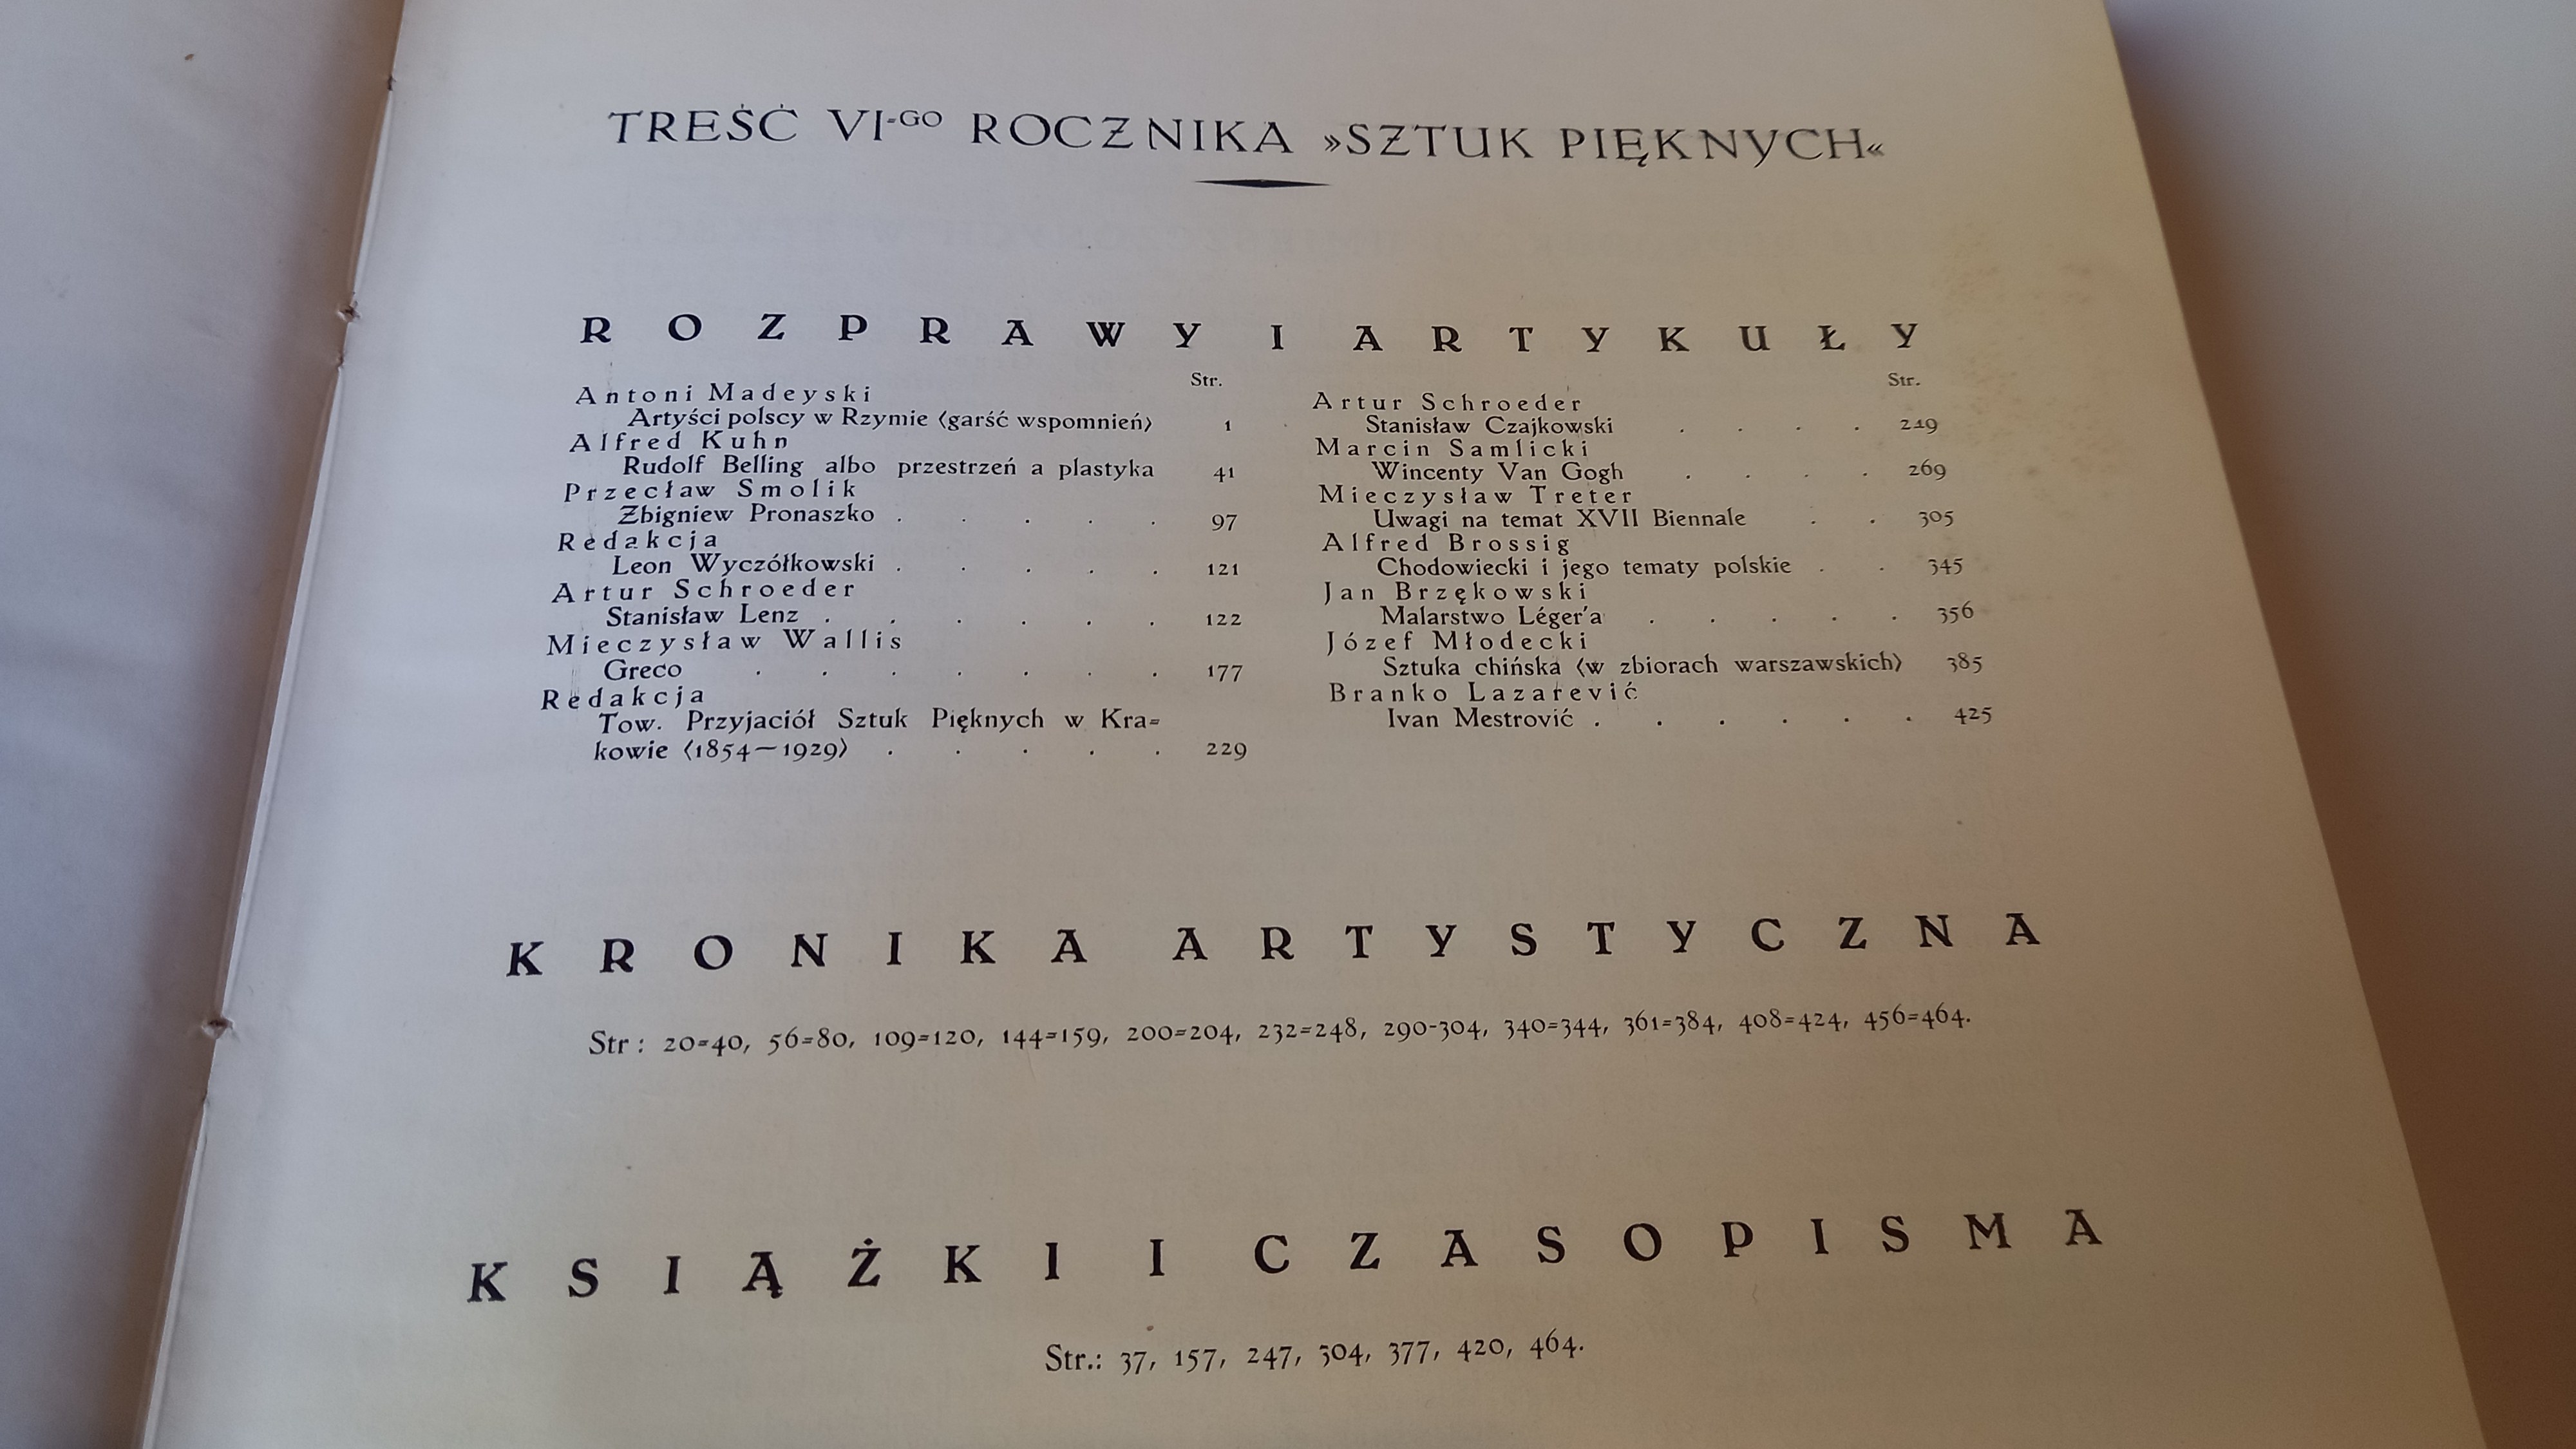 TREŚĆ VI-GO ROCZNIKA »SZTUK PIĘKNYCH«
ROZPRAWY I ARTYKUŁY
Str.
Antoni Madeyski
Artyści polscy w Rzymie (garść wspomnień) 1
Alfred Kuhn
Rudolf Belling albo przestrzeń a plastyka 41
Przecław Smolik
Zbigniew Pronaszko . . . . . 97
Redakcja
Leon Wyczółkowski . . . . . 121
Artur Schroeder
Stanisław Lenz . . . . . . 122
Mieczysław Wallis
Greco . . . . . . . 177
Redakcja
Tow. Przyjaciół Sztuk Pięknych w Kra=
kowie (1854—1929) . . . . . 229
Str.
Artur Schroeder
Stanisław Czajkowski . . . . 249
Marcin Samlicki
Wincenty Van Gogh . . . . 269
Mieczysław Treter
Uwagi na temat XVII Biennale . . 305
Alfred Brossig
Chodowiecki i jego tematy polskie . . 345
Jan Brzękowski
Malarstwo Léger'a . . . . . 356
Józef Młodecki
Sztuka chińska (w zbiorach warszawskich) 385
Branko Lazarević
Ivan Mestrović . . . . . . 425
KRONIKA ARTYSTYCZNA
Str : 20=40, 56=80, 109=120, 144=159, 200=204, 232=248, 290-304, 340=344, 361=384, 408=424, 456=464.
KSIĄŻKI I CZASOPISMA
Str.: 37, 157, 247, 304, 377, 420, 464.